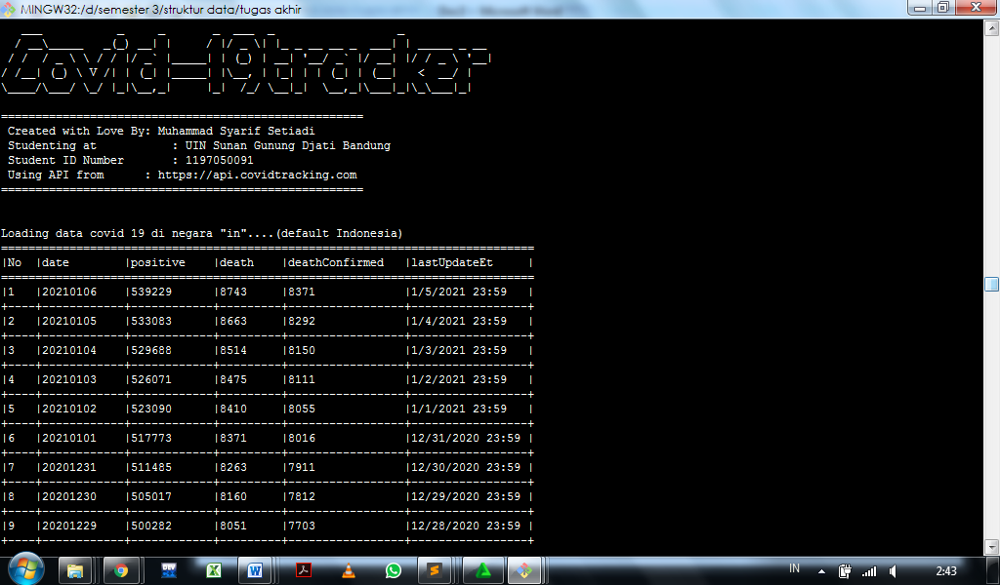 MINGW32:/d/semester 3/struktur data/tugas akhir
Covid-19tracker
=====================================================
Created with Love By: Muhammad Syarif Setiadi
Studenting at : UIN Sunan Gunung Djati Bandung
Student ID Number : 1197050091
Using API from : https://api.covidtracking.com
=====================================================
Loading data covid 19 di negara "in"....(default Indonesia)
==============================================================================
|No |date |positive |death |deathConfirmed |lastUpdateEt |
==============================================================================
|1 |20210106 |539229 |8743 |8371 |1/5/2021 23:59 |
+----+------------+------------+---------+-----------------+-----------------+
|2 |20210105 |533083 |8663 |8292 |1/4/2021 23:59 |
+----+------------+------------+---------+-----------------+-----------------+
|3 |20210104 |529688 |8514 |8150 |1/3/2021 23:59 |
+----+------------+------------+---------+-----------------+-----------------+
|4 |20210103 |526071 |8475 |8111 |1/2/2021 23:59 |
+----+------------+------------+---------+-----------------+-----------------+
|5 |20210102 |523090 |8410 |8055 |1/1/2021 23:59 |
+----+------------+------------+---------+-----------------+-----------------+
|6 |20210101 |517773 |8371 |8016 |12/31/2020 23:59 |
+----+------------+------------+---------+-----------------+-----------------+
|7 |20201231 |511485 |8263 |7911 |12/30/2020 23:59 |
+----+------------+------------+---------+-----------------+-----------------+
|8 |20201230 |505017 |8160 |7812 |12/29/2020 23:59 |
+----+------------+------------+---------+-----------------+-----------------+
|9 |20201229 |500282 |8051 |7703 |12/28/2020 23:59 |
+----+------------+------------+---------+-----------------+-----------------+
IN
2:43